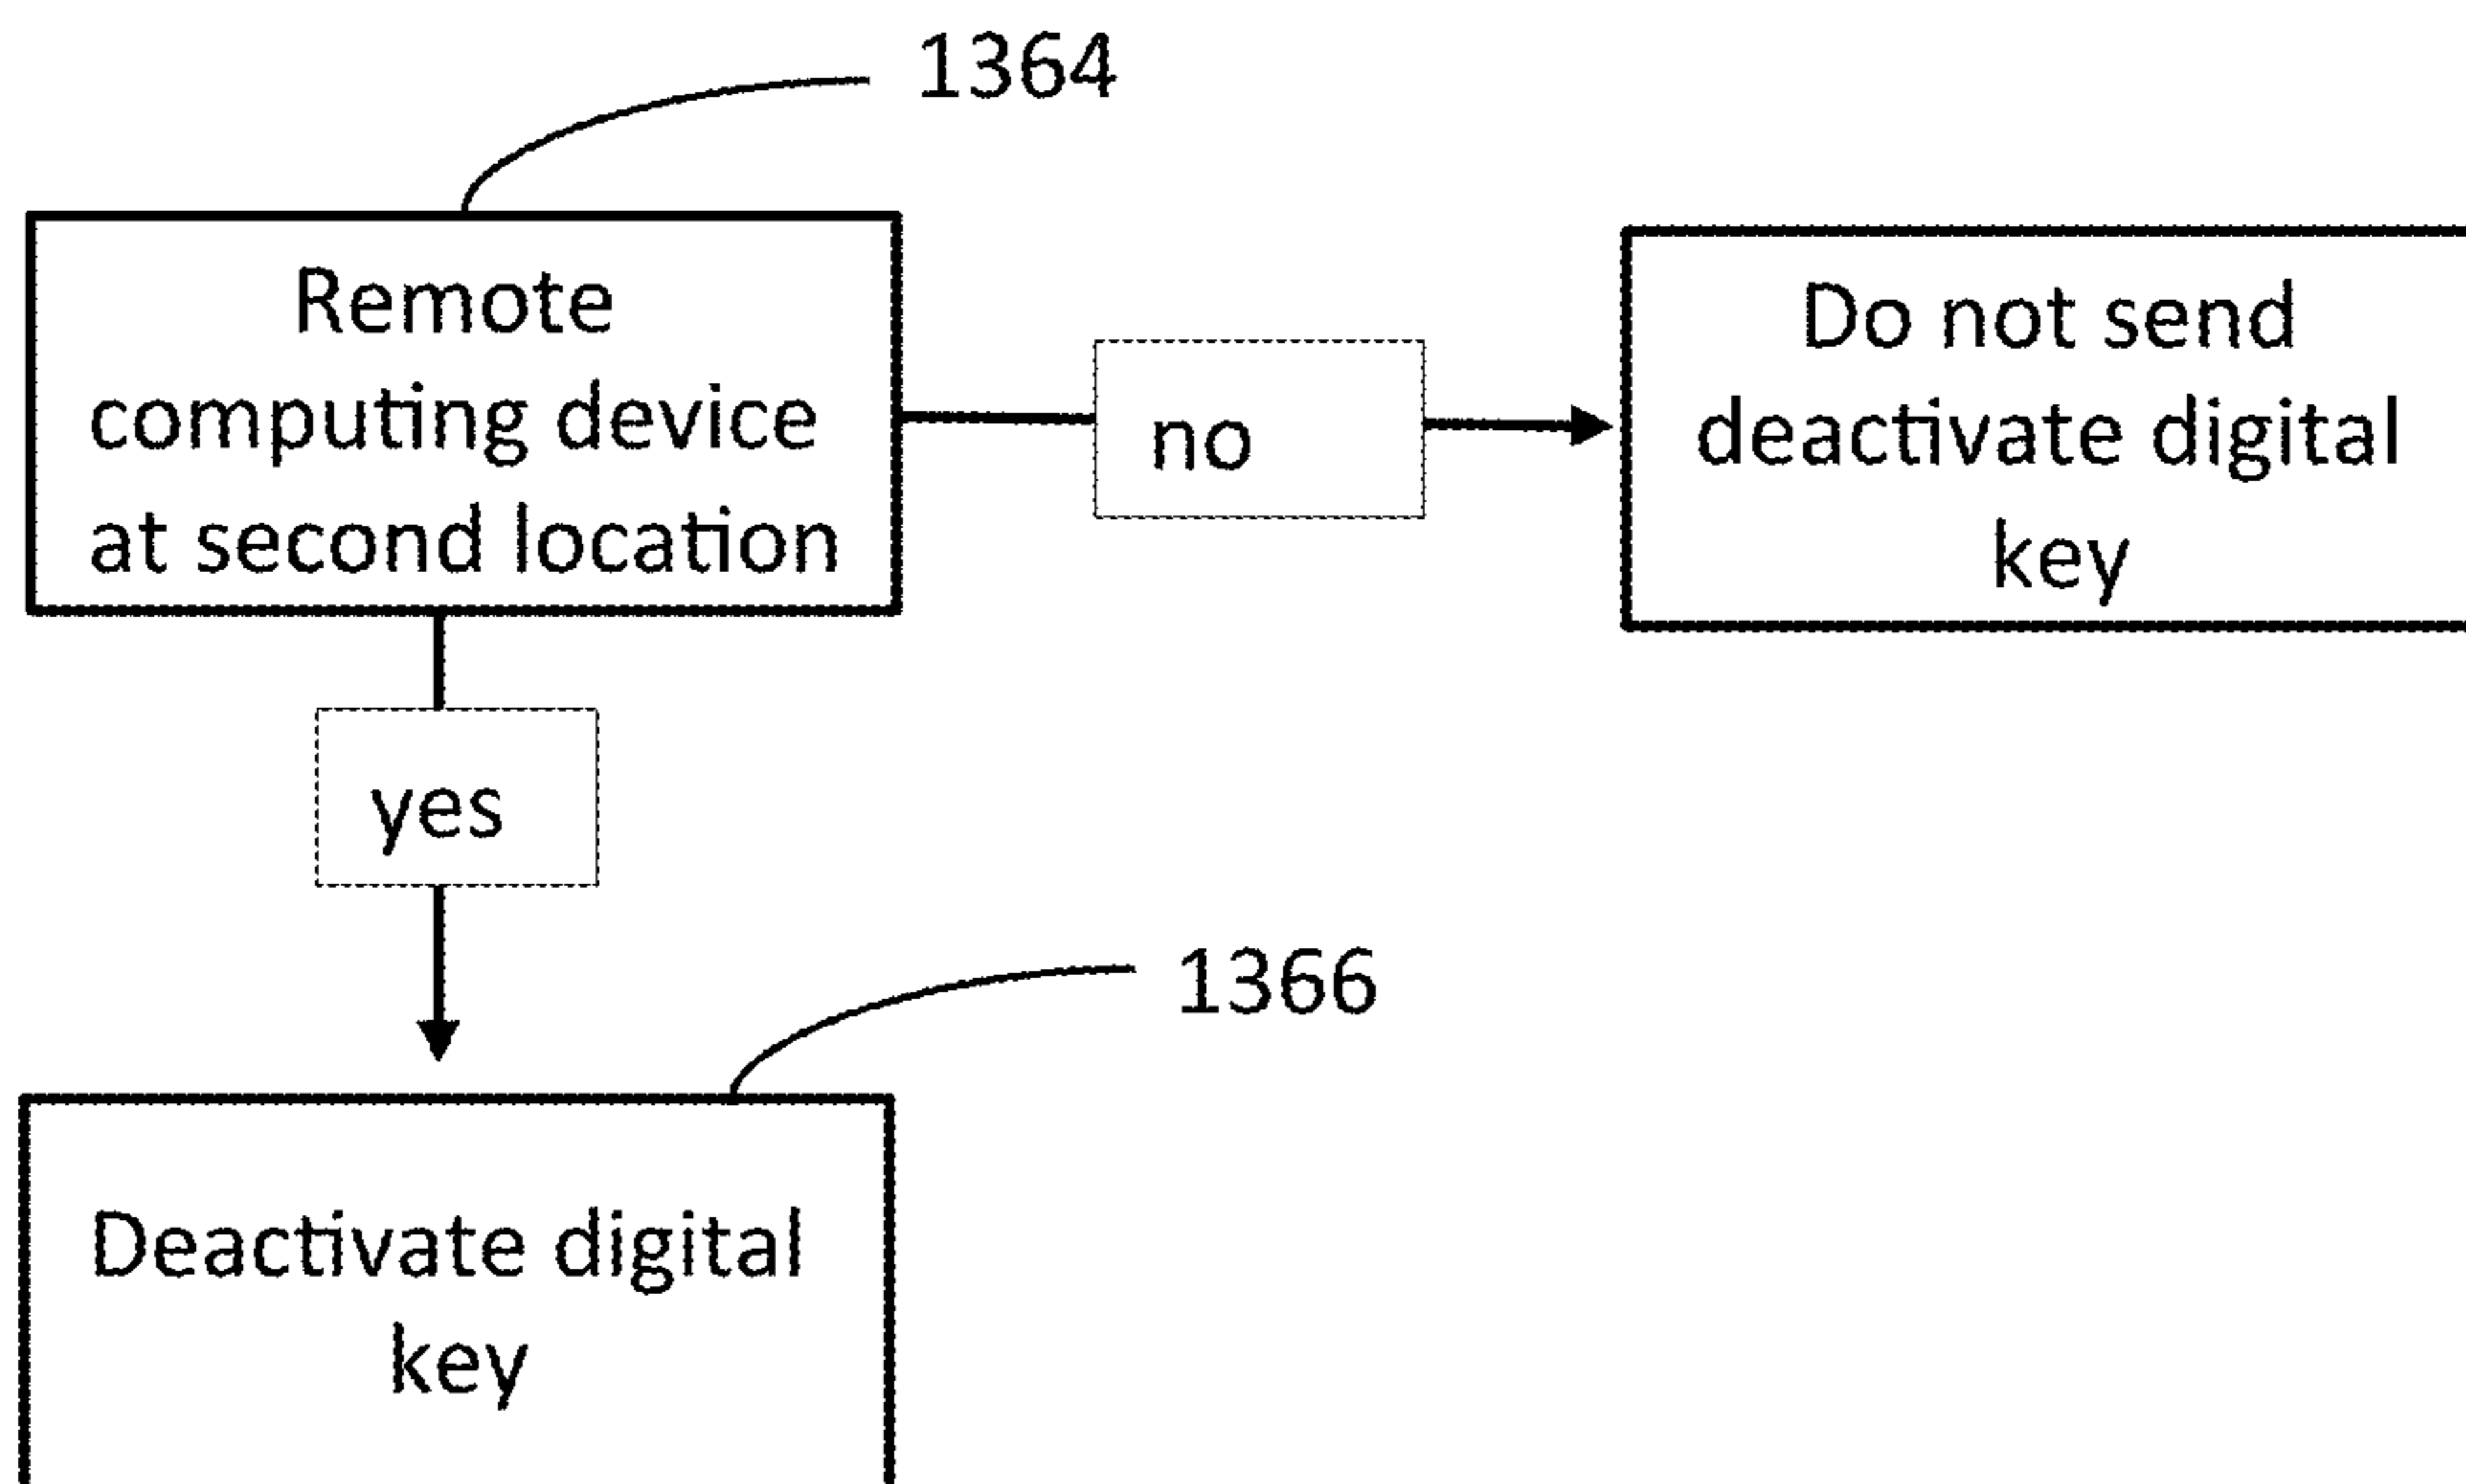 1364
Remote
computing device
at second location
no
Do not send
deactivate digital
key
yes
1366
Deactivate digital
key